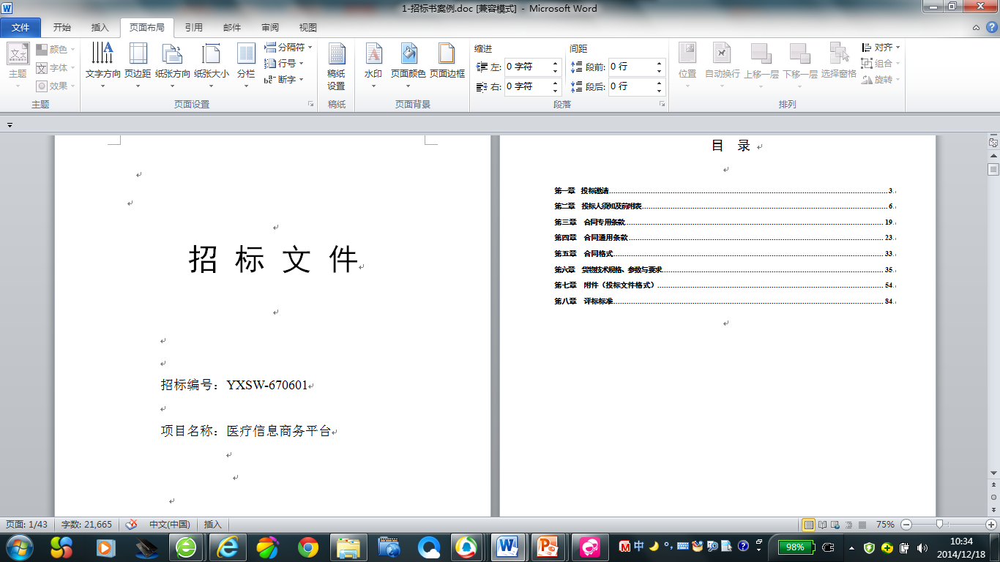 1-招标书案例.doc [兼容模式] - Microsoft Word
文件 开始 插入 页面布局 引用 邮件 审阅 视图
主题 颜色 字体 效果
文字方向 页边距 纸张方向 纸张大小 分栏 分隔符 行号 断字
稿纸设置
水印 页面颜色 页面边框
缩进 左: 0 字符 右: 0 字符
间距 段前: 0 行 段后: 0 行
位置 自动换行 上移一层 下移一层 选择窗格 对齐 组合 旋转
主题 页面设置 稿纸 页面背景 段落 排列
招 标 文 件
招标编号：YXSW-670601
项目名称：医疗信息商务平台
目 录
第一章 投标邀请 3
第二章 投标人须知及前附表 6
第三章 合同专用条款 19
第四章 合同通用条款 23
第五章 合同格式 33
第六章 货物技术规格、参数与要求 35
第七章 附件（投标文件格式） 54
第八章 评标标准 84
页面: 1/43 字数: 21,665 中文(中国) 插入 75%
中 98% 10:34
2014/12/18